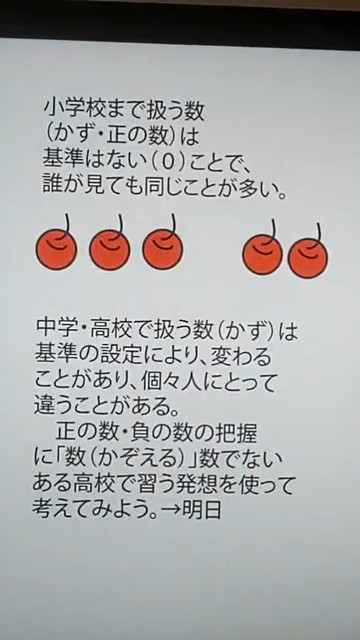 小学校まで扱う数
（かず・正の数）は
基準はない（０）ことで、
誰が見ても同じことが多い。
中学・高校で扱う数（かず）は
基準の設定により、変わる
ことがあり、個々人にとって
違うことがある。
　正の数・負の数の把握
に「数（かぞえる）」数でない
ある高校で習う発想を使って
考えてみよう。→明日